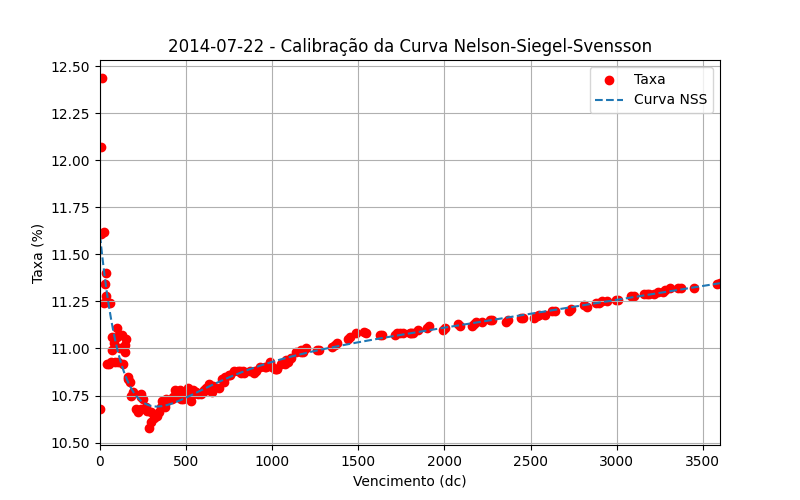 2014-07-22 - Calibração da Curva Nelson-Siegel-Svensson
Taxa
Curva NSS
Taxa (%)
12.50
12.25
12.00
11.75
11.50
11.25
11.00
10.75
10.50
0 500 1000 1500 2000 2500 3000 3500
Vencimento (dc)